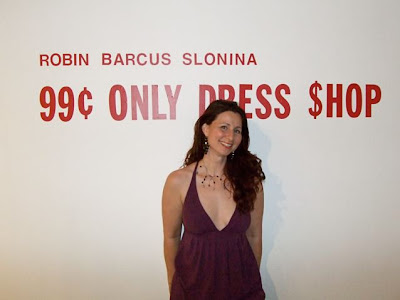 ROBIN BARCUS SLONINA
99¢ ONLY DRESS $HOP